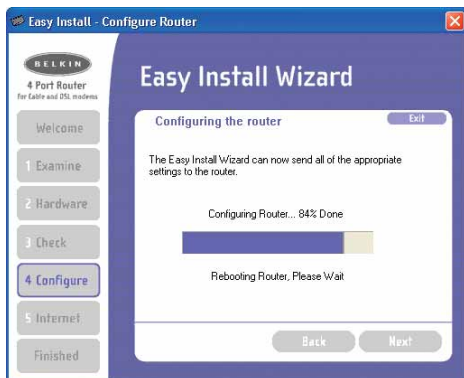 Easy Install - Configure Router
BELKIN
4 Port Router
For Cable and DSL modems
Welcome
1 Examine
2 Hardware
3 Check
4 Configure
5 Internet
Finished
Easy Install Wizard
Configuring the router
Exit
The Easy Install Wizard can now send all of the appropriate
settings to the router.
Configuring Router... 84% Done
Rebooting Router, Please Wait
Back
Next